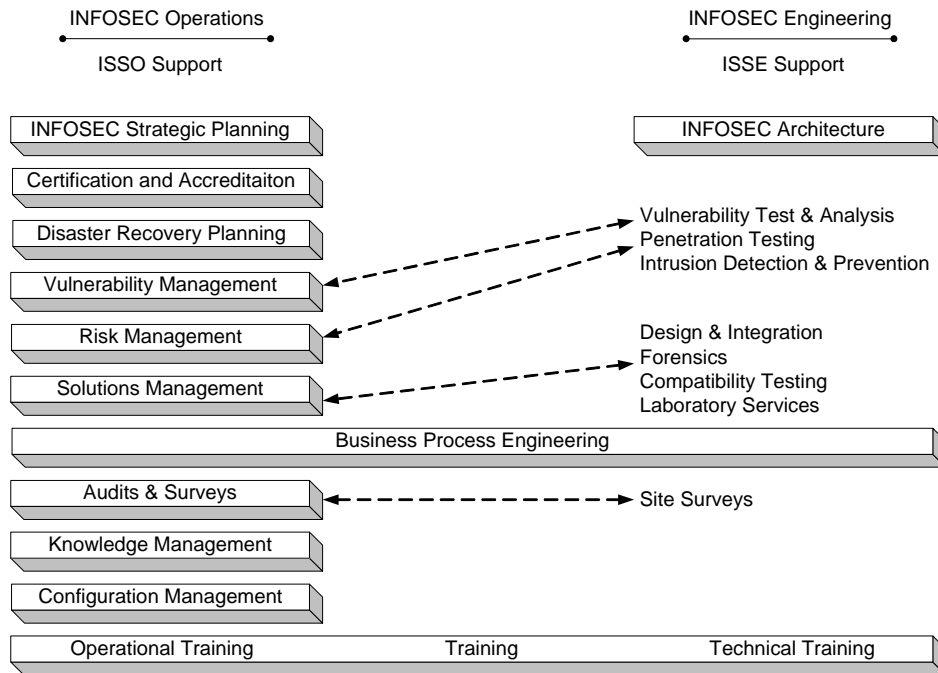 INFOSEC Operations
INFOSEC Engineering
ISSO Support
ISSE Support
INFOSEC Strategic Planning
INFOSEC Architecture
Certification and Accreditaiton
Disaster Recovery Planning
Vulnerability Management
Risk Management
Solutions Management
Vulnerability Test & Analysis
Penetration Testing
Intrusion Detection & Prevention
Design & Integration
Forensics
Compatibility Testing
Laboratory Services
Business Process Engineering
Audits & Surveys
Site Surveys
Knowledge Management
Configuration Management
Operational Training
Training
Technical Training